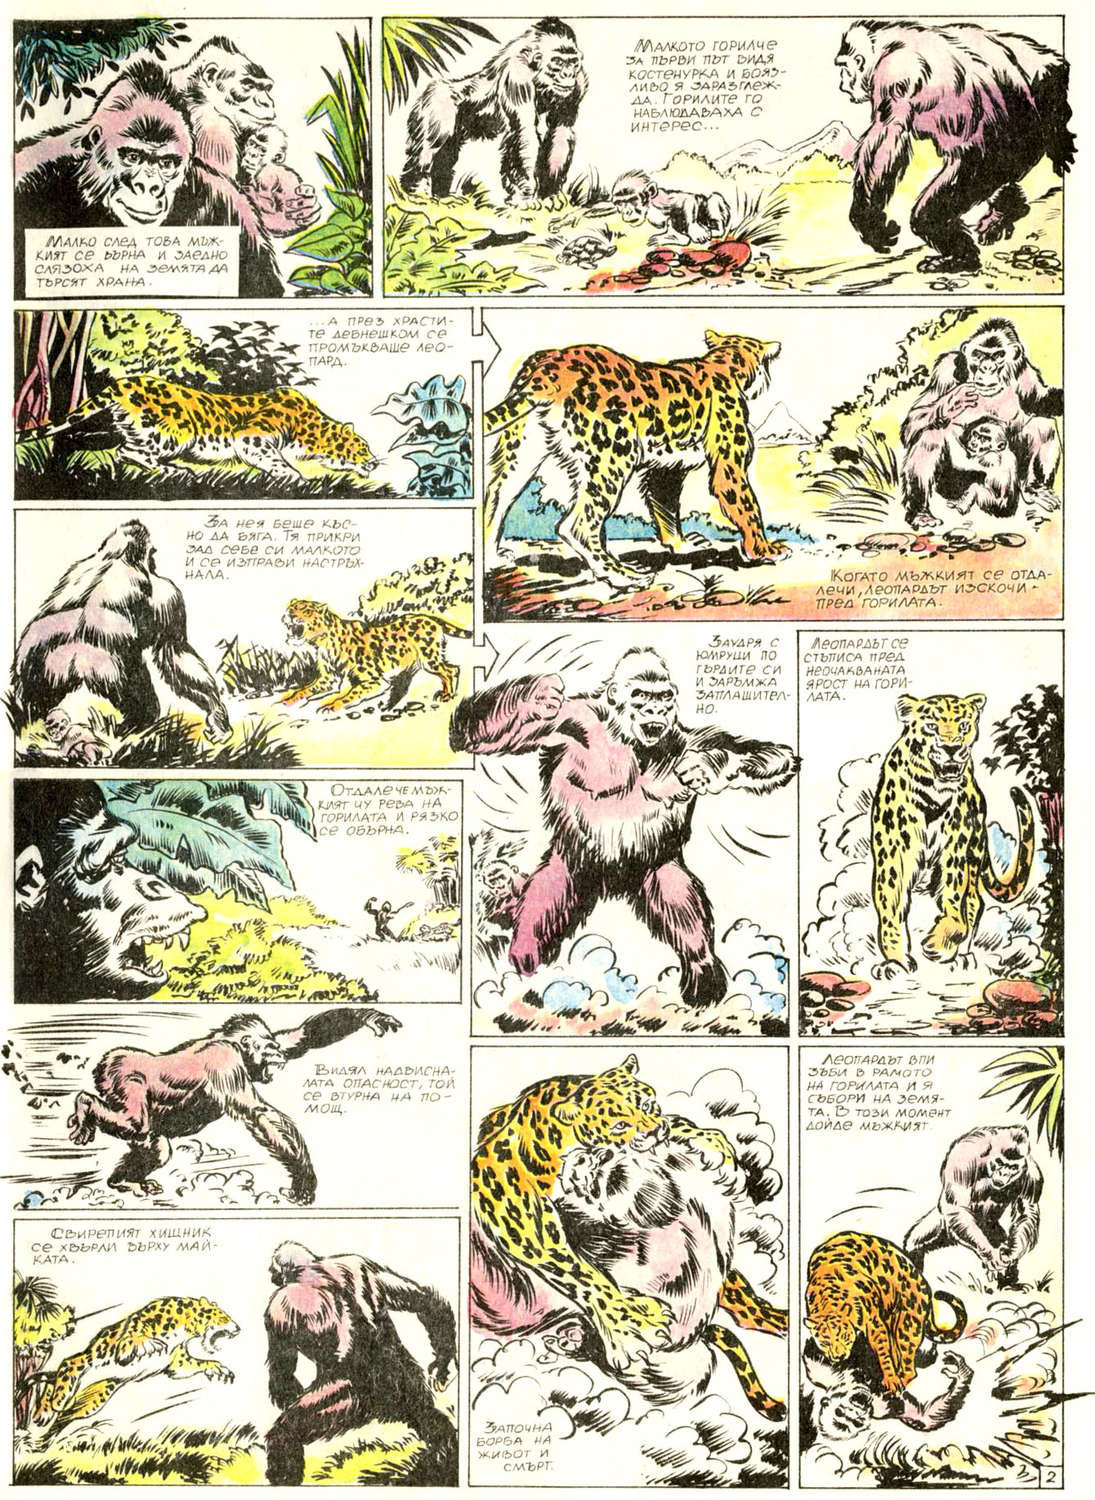 МАЛКО СЛЕД ТОВА МЪЖ-
КИЯТ СЕ ВЪРНА И ЗАЕДНО
СЛЯЗОХА НА ЗЕМЯТА ДА
ТЪРСЯТ ХРАНА.
МАЛКОТО ГОРИЛЧЕ
ЗА ПЪРВИ ПЪТ ВИДЯ
КОСТЕНУРКА И БОЯЗ-
ЛИВО Я ЗАРАЗГЛЕЖ-
ДА. ГОРИЛИТЕ ГО
НАБЛЮДАВАХА С
ИНТЕРЕС...
...А ПРЕЗ ХРАСТИ-
ТЕ ДЕБНЕШКОМ СЕ
ПРОМЪКВАШЕ ЛЕО-
ПАРД.
КОГАТО МЪЖКИЯТ СЕ ОТДА-
ЛЕЧИ, ЛЕОПАРДЪТ ИЗСКОЧИ
ПРЕД ГОРИЛАТА.
ЗА НЕЯ БЕШЕ КЪС-
НО ДА БЯГА. ТЯ ПРИКРИ
ЗАД СЕБЕ СИ МАЛКОТО
И СЕ ИЗПРАВИ НАСТРЪХ-
НАЛА.
ЗАУДРЯ С
ЮМРУЦИ ПО
ГЪРДИТЕ СИ
И ЗАРЪМЖА
ЗАПЛАШИТЕЛ-
НО.
ЛЕОПАРДЪТ СЕ
СТЪПИСА ПРЕД
НЕОЧАКВАНАТА
ЯРОСТ НА ГОРИ-
ЛАТА.
ОТДАЛЕЧЕ МЪЖ-
КИЯТ ЧУ РЕВА НА
ГОРИЛАТА И РЯЗКО
СЕ ОБЪРНА.
ВИДЯЛ НАДВИСНА-
ЛАТА ОПАСНОСТ, ТОЙ
СЕ ВТУРНА НА ПО-
МОЩ.
СВИРЕПИЯТ ХИЩНИК
СЕ ХВЪРЛИ ВЪРХУ МАЙ-
КАТА.
ЗАПОЧНА
БОРБА НА
ЖИВОТ И
СМЪРТ.
ЛЕОПАРДЪТ ВПИ
ЗЪБИ В РАМОТО
НА ГОРИЛАТА И Я
СЪБОРИ НА ЗЕМЯ-
ТА. В ТОЗИ МОМЕНТ
ДОЙДЕ МЪЖКИЯТ.
2